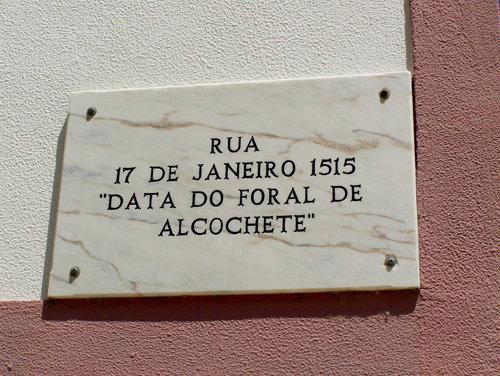 RUA
17 DE JANEIRO 1515
"DATA DO FORAL DE
ALCOCHETE"